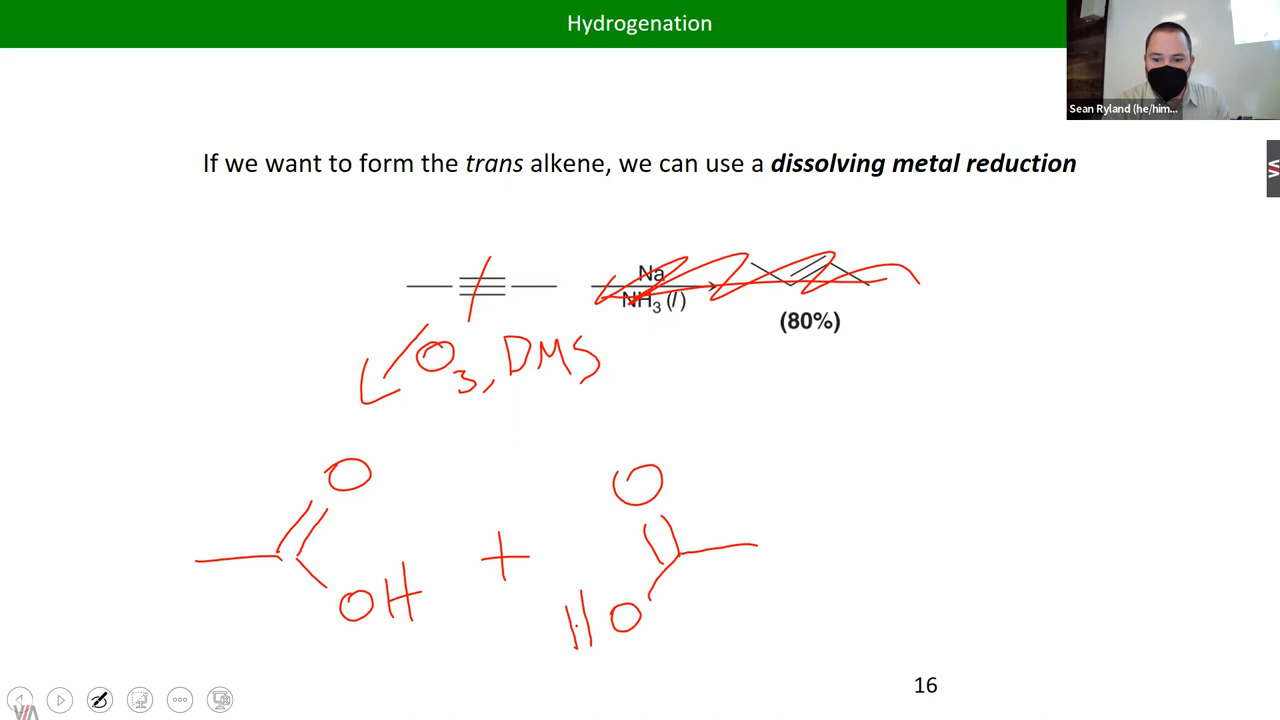 Hydrogenation
Sean Ryland (he/him...
If we want to form the trans alkene, we can use a dissolving metal reduction
Na
NH₃ (l)
(80%)
O₃, DMS
O
O
OH
+
HO
16